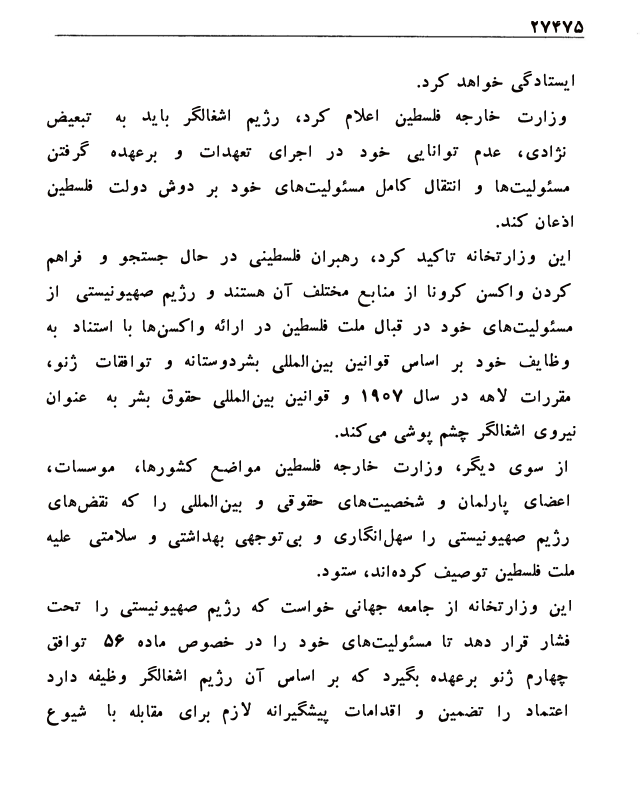 ۲۷۴۷۵
ایستادگی خواهد کرد.
وزارت خارجه فلسطین اعلام کرد، رژیم اشغالگر باید به تبعیض
نژادی، عدم توانایی خود در اجرای تعهدات و برعهده گرفتن
مسئولیت‌ها و انتقال کامل مسئولیت‌های خود بر دوش دولت فلسطین
اذعان کند.
این وزارتخانه تاکید کرد، رهبران فلسطینی در حال جستجو و فراهم
کردن واکسن کرونا از منابع مختلف آن هستند و رژیم صهیونیستی از
مسئولیت‌های خود در قبال ملت فلسطین در ارائه واکسن‌ها با استناد به
وظایف خود بر اساس قوانین بین‌المللی بشردوستانه و توافقات ژنو،
مقررات لاهه در سال ۱۹۰۷ و قوانین بین‌المللی حقوق بشر به عنوان
نیروی اشغالگر چشم پوشی می‌کند.
از سوی دیگر، وزارت خارجه فلسطین مواضع کشورها، موسسات،
اعضای پارلمان و شخصیت‌های حقوقی و بین‌المللی را که نقض‌های
رژیم صهیونیستی را سهل‌انگاری و بی‌توجهی بهداشتی و سلامتی علیه
ملت فلسطین توصیف کرده‌اند، ستود.
این وزارتخانه از جامعه جهانی خواست که رژیم صهیونیستی را تحت
فشار قرار دهد تا مسئولیت‌های خود را در خصوص ماده ۵۶ توافق
چهارم ژنو برعهده بگیرد که بر اساس آن رژیم اشغالگر وظیفه دارد
اعتماد را تضمین و اقدامات پیشگیرانه لازم برای مقابله با شیوع